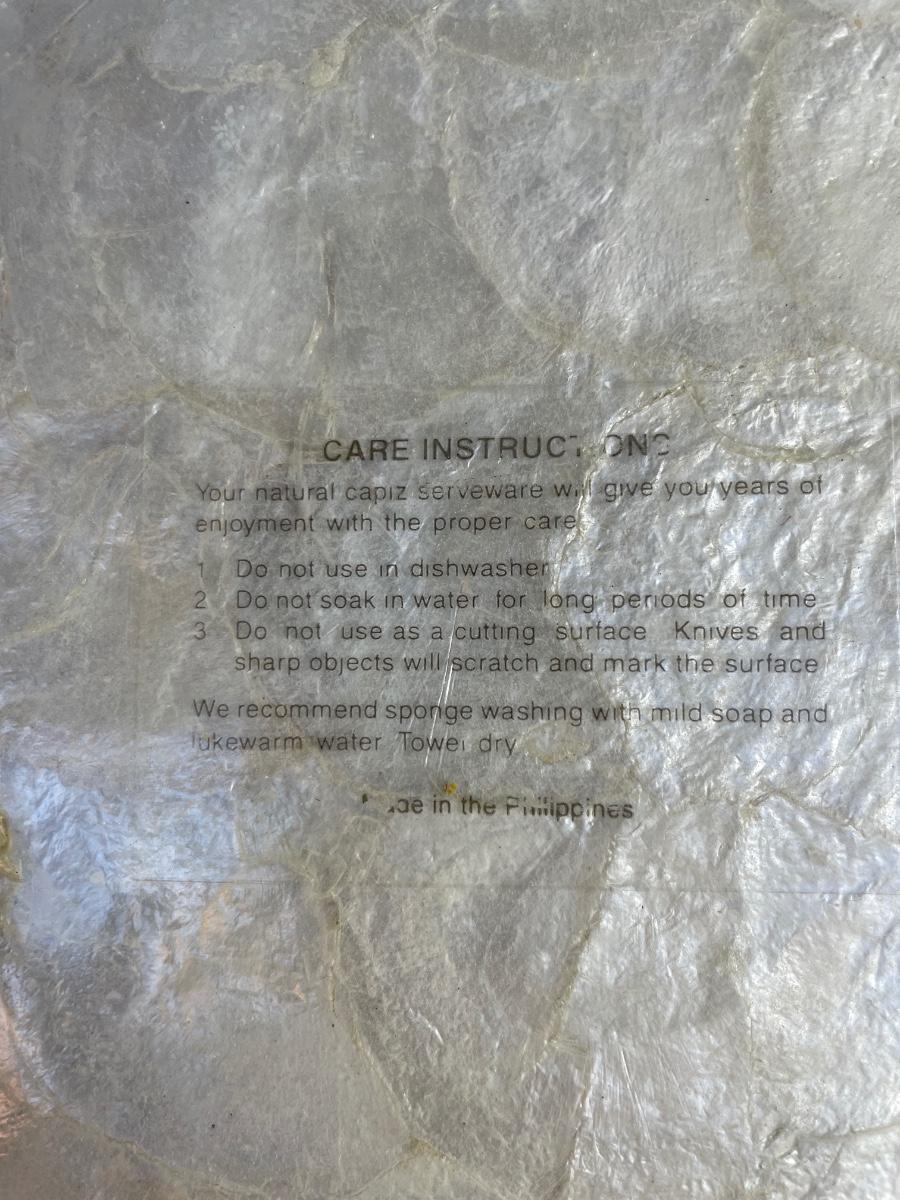 CARE INSTRUCTIONS
Your natural capiz serveware will give you years of
enjoyment with the proper care
1 Do not use in dishwasher
2 Do not soak in water for long periods of time
3 Do not use as a cutting surface Knives and
sharp objects will scratch and mark the surface
We recommend sponge washing with mild soap and
lukewarm water Towel dry
Made in the Philippines